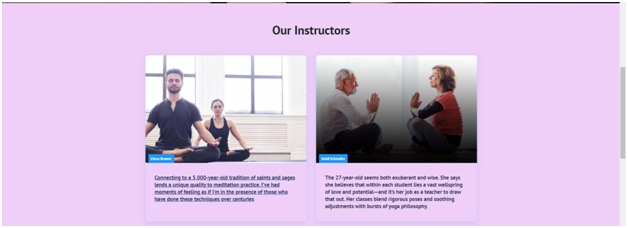 Our Instructors
Elena Brower
Heidi Schaeffer
Connecting to a 5,000-year-old tradition of saints and sages
lends a unique quality to meditation practice. I've had
moments of feeling as if I'm in the presence of those who
have done these techniques over centuries
The 27-year-old seems both exuberant and wise. She says
she believes that within each student lies a vast wellspring
of love and potential—and it's her job as a teacher to draw
that out. Her classes blend rigorous poses and soothing
adjustments with bursts of yoga philosophy.